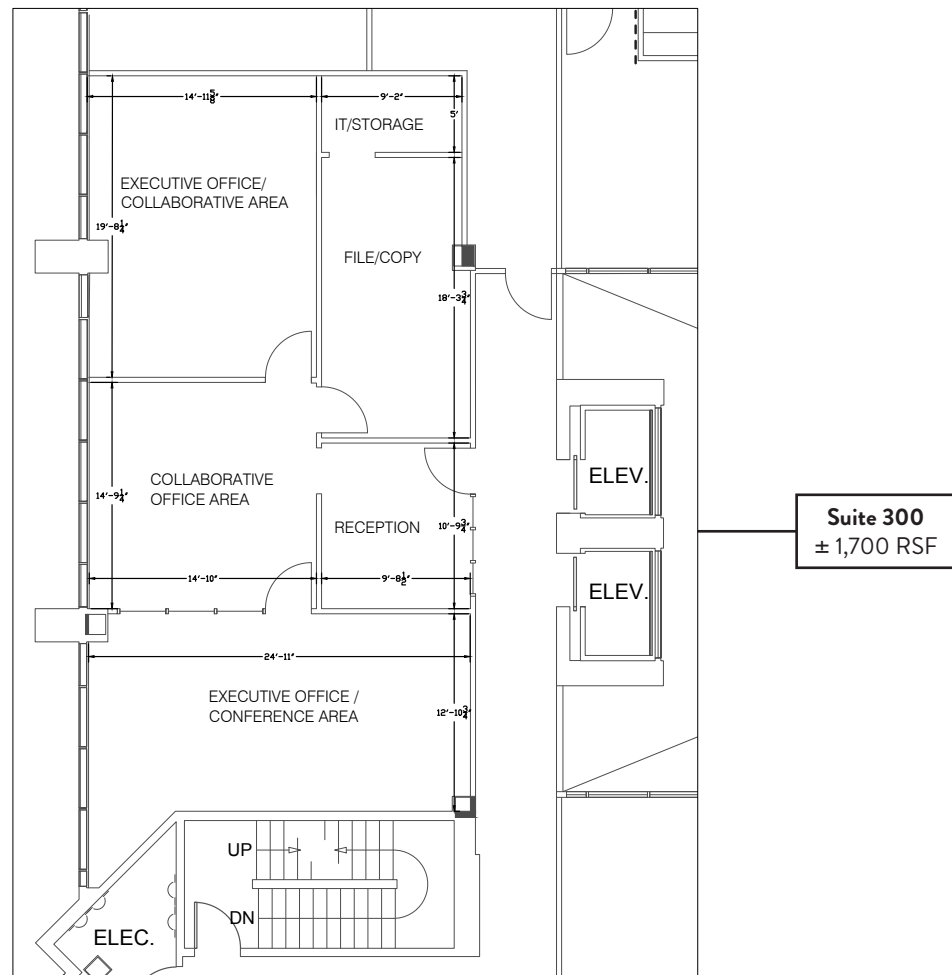 14'-11⅝"
9'-2"
5'
IT/STORAGE
EXECUTIVE OFFICE/
COLLABORATIVE AREA
19'-8¼"
FILE/COPY
18'-3¾"
COLLABORATIVE
OFFICE AREA
14'-9¼"
RECEPTION
10'-9¾"
14'-10"
9'-8½"
ELEV.
ELEV.
Suite 300
± 1,700 RSF
24'-11"
EXECUTIVE OFFICE /
CONFERENCE AREA
12'-10¾"
UP
DN
ELEC.